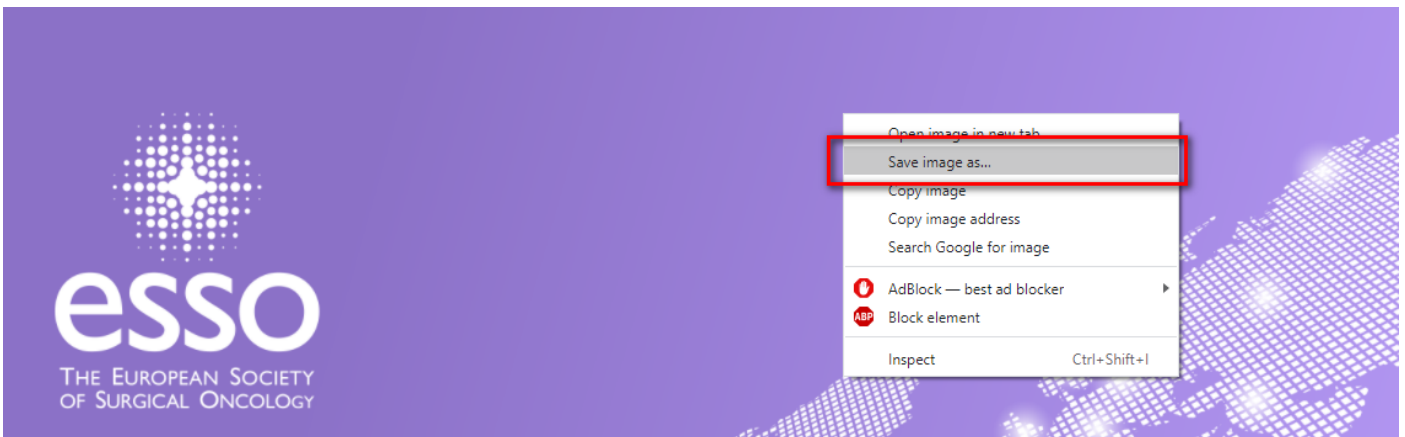 esso
THE EUROPEAN SOCIETY
OF SURGICAL ONCOLOGY
Open image in new tab
Save image as...
Copy image
Copy image address
Search Google for image
AdBlock — best ad blocker
ABP Block element
Inspect Ctrl+Shift+I